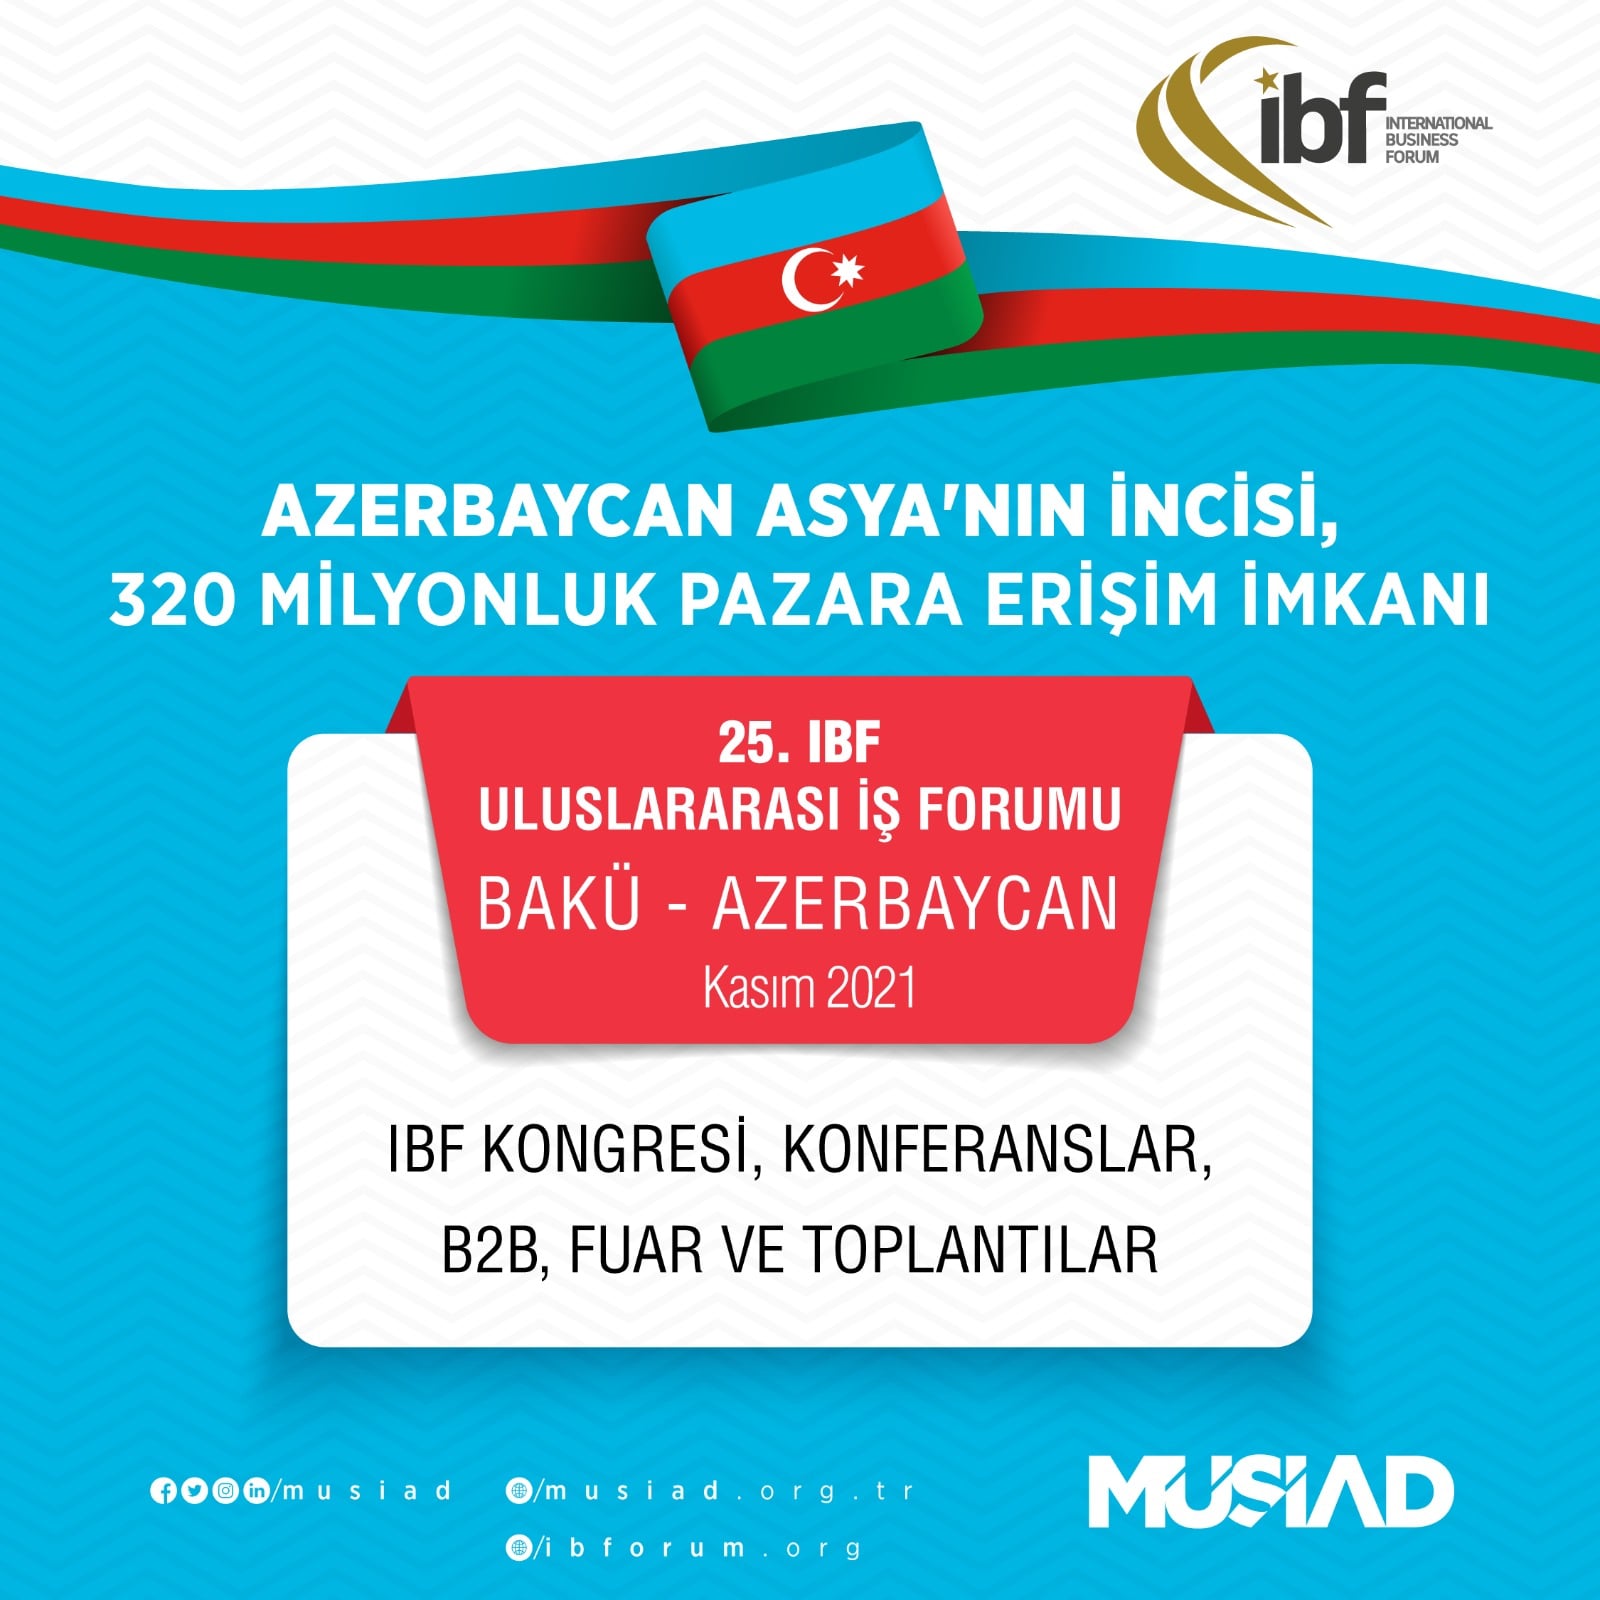 ibf
INTERNATIONAL
BUSINESS
FORUM
AZERBAYCAN ASYA'NIN İNCİSİ,
320 MİLYONLUK PAZARA ERİŞİM İMKANI
25. IBF
ULUSLARARASI İŞ FORUMU
BAKÜ - AZERBAYCAN
Kasım 2021
IBF KONGRESİ, KONFERANSLAR,
B2B, FUAR VE TOPLANTILAR
/musiad
/musiad.org.tr
/ibforum.org
MÜSİAD